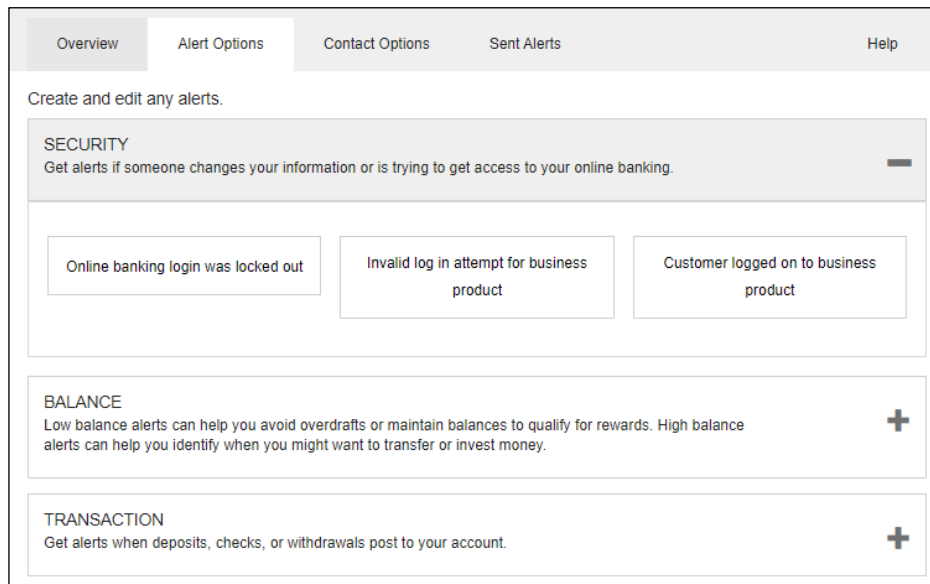 Overview Alert Options Contact Options Sent Alerts Help
Create and edit any alerts.
SECURITY
Get alerts if someone changes your information or is trying to get access to your online banking.
Online banking login was locked out
Invalid log in attempt for business
product
Customer logged on to business
product
BALANCE
Low balance alerts can help you avoid overdrafts or maintain balances to qualify for rewards. High balance
alerts can help you identify when you might want to transfer or invest money.
TRANSACTION
Get alerts when deposits, checks, or withdrawals post to your account.